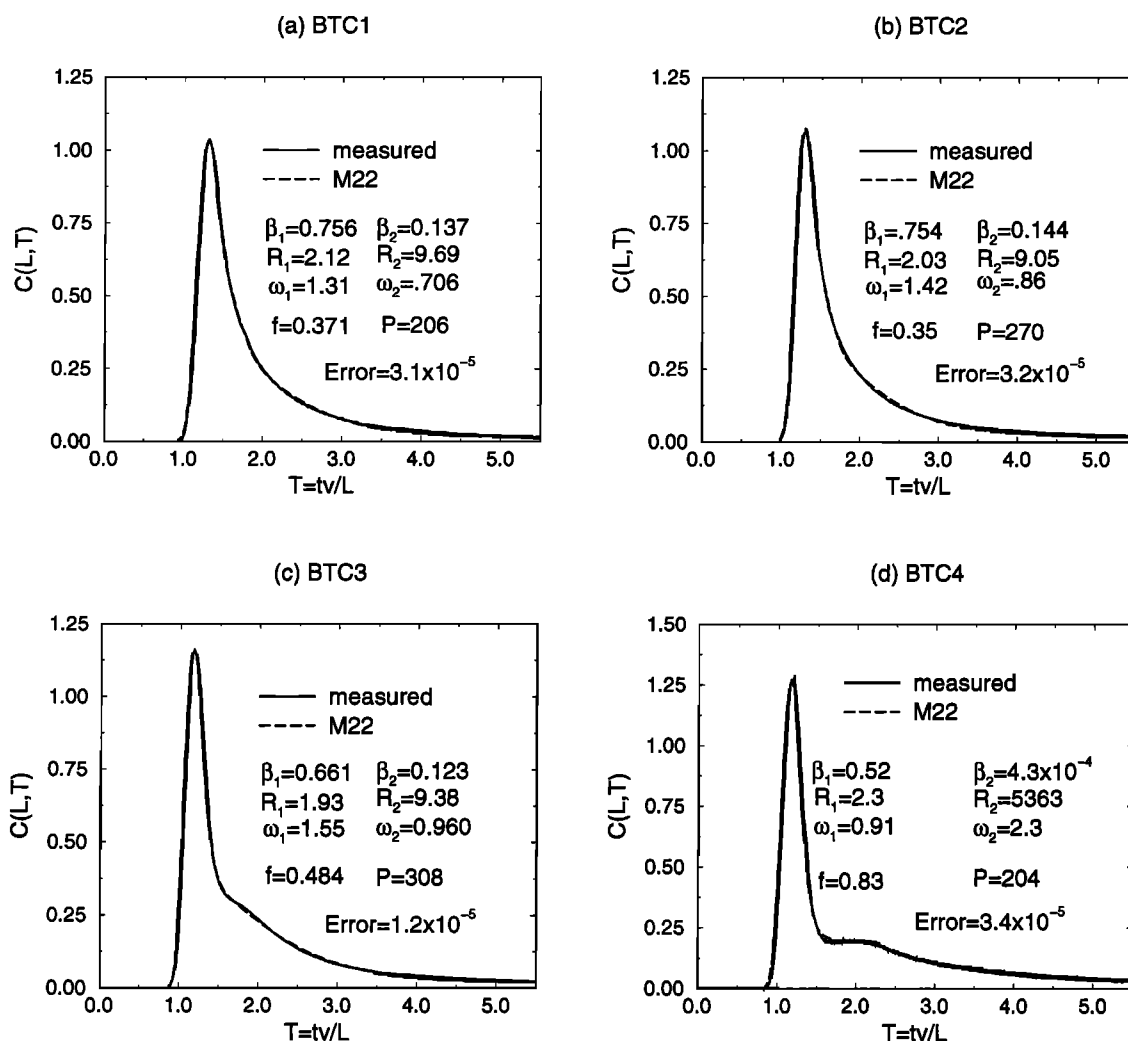 (a) BTC1
1.25
1.00
0.75
0.50
0.25
0.00
C(L,T)
measured
M22
β₁=0.756 β₂=0.137
R₁=2.12 R₂=9.69
ω₁=1.31 ω₂=.706
f=0.371 P=206
Error=3.1x10⁻⁵
0.0 1.0 2.0 3.0 4.0 5.0
T=tv/L
(b) BTC2
1.25
1.00
0.75
0.50
0.25
0.00
C(L,T)
measured
M22
β₁=.754 β₂=0.144
R₁=2.03 R₂=9.05
ω₁=1.42 ω₂=.86
f=0.35 P=270
Error=3.2x10⁻⁵
0.0 1.0 2.0 3.0 4.0 5.0
T=tv/L
(c) BTC3
1.25
1.00
0.75
0.50
0.25
0.00
C(L,T)
measured
M22
β₁=0.661 β₂=0.123
R₁=1.93 R₂=9.38
ω₁=1.55 ω₂=0.960
f=0.484 P=308
Error=1.2x10⁻⁵
0.0 1.0 2.0 3.0 4.0 5.0
T=tv/L
(d) BTC4
1.50
1.25
1.00
0.75
0.50
0.25
0.00
C(L,T)
measured
M22
β₁=0.52 β₂=4.3x10⁻⁴
R₁=2.3 R₂=5363
ω₁=0.91 ω₂=2.3
f=0.83 P=204
Error=3.4x10⁻⁵
0.0 1.0 2.0 3.0 4.0 5.0
T=tv/L